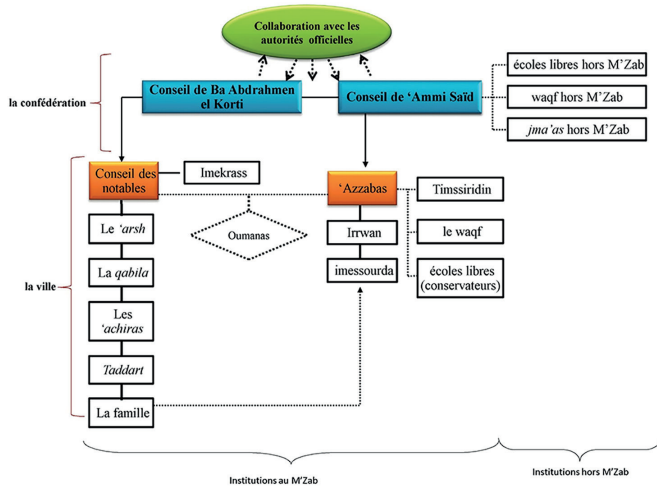 Collaboration avec les
autorités officielles
la confédération
Conseil de Ba Abdrahmen
el Korti
Conseil de ‘Ammi Saïd
écoles libres hors M’Zab
waqf hors M’Zab
jma’as hors M’Zab
la ville
Conseil des
notables
Imekrass
‘Azzabas
Timssiridin
Le ‘arsh
Oumanas
Irrwan
le waqf
La qabila
imessourda
écoles libres
(conservateurs)
Les
‘achiras
Taddart
La famille
Institutions au M’Zab
Institutions hors M’Zab